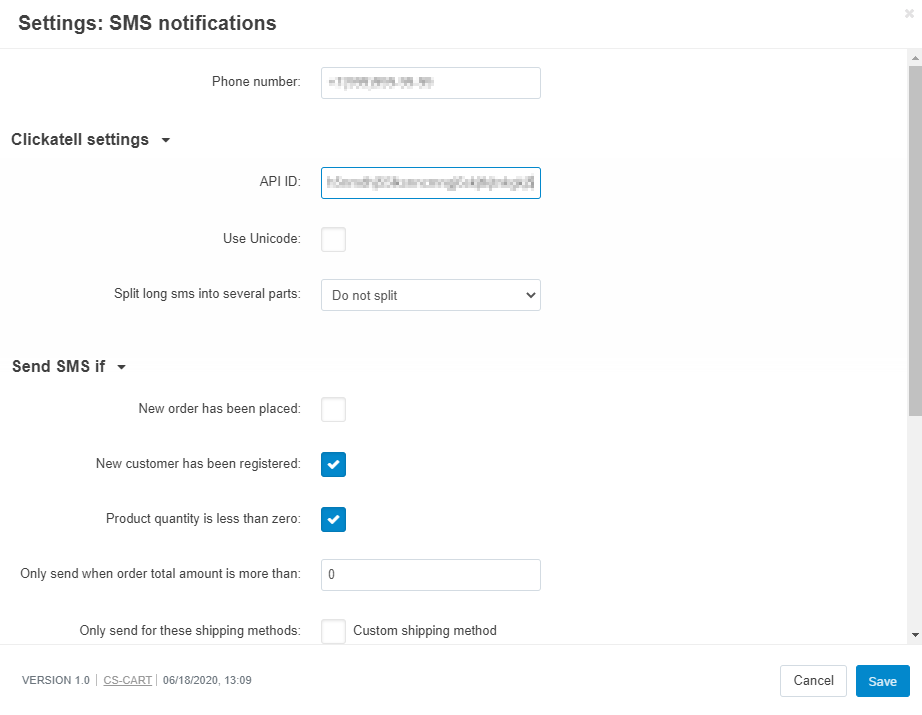 Settings: SMS notifications
Phone number:
Clickatell settings
API ID:
Use Unicode:
Split long sms into several parts: Do not split
Send SMS if
New order has been placed:
New customer has been registered:
Product quantity is less than zero:
Only send when order total amount is more than: 0
Only send for these shipping methods: Custom shipping method
VERSION 1.0 | CS-CART | 06/18/2020, 13:09 Cancel Save